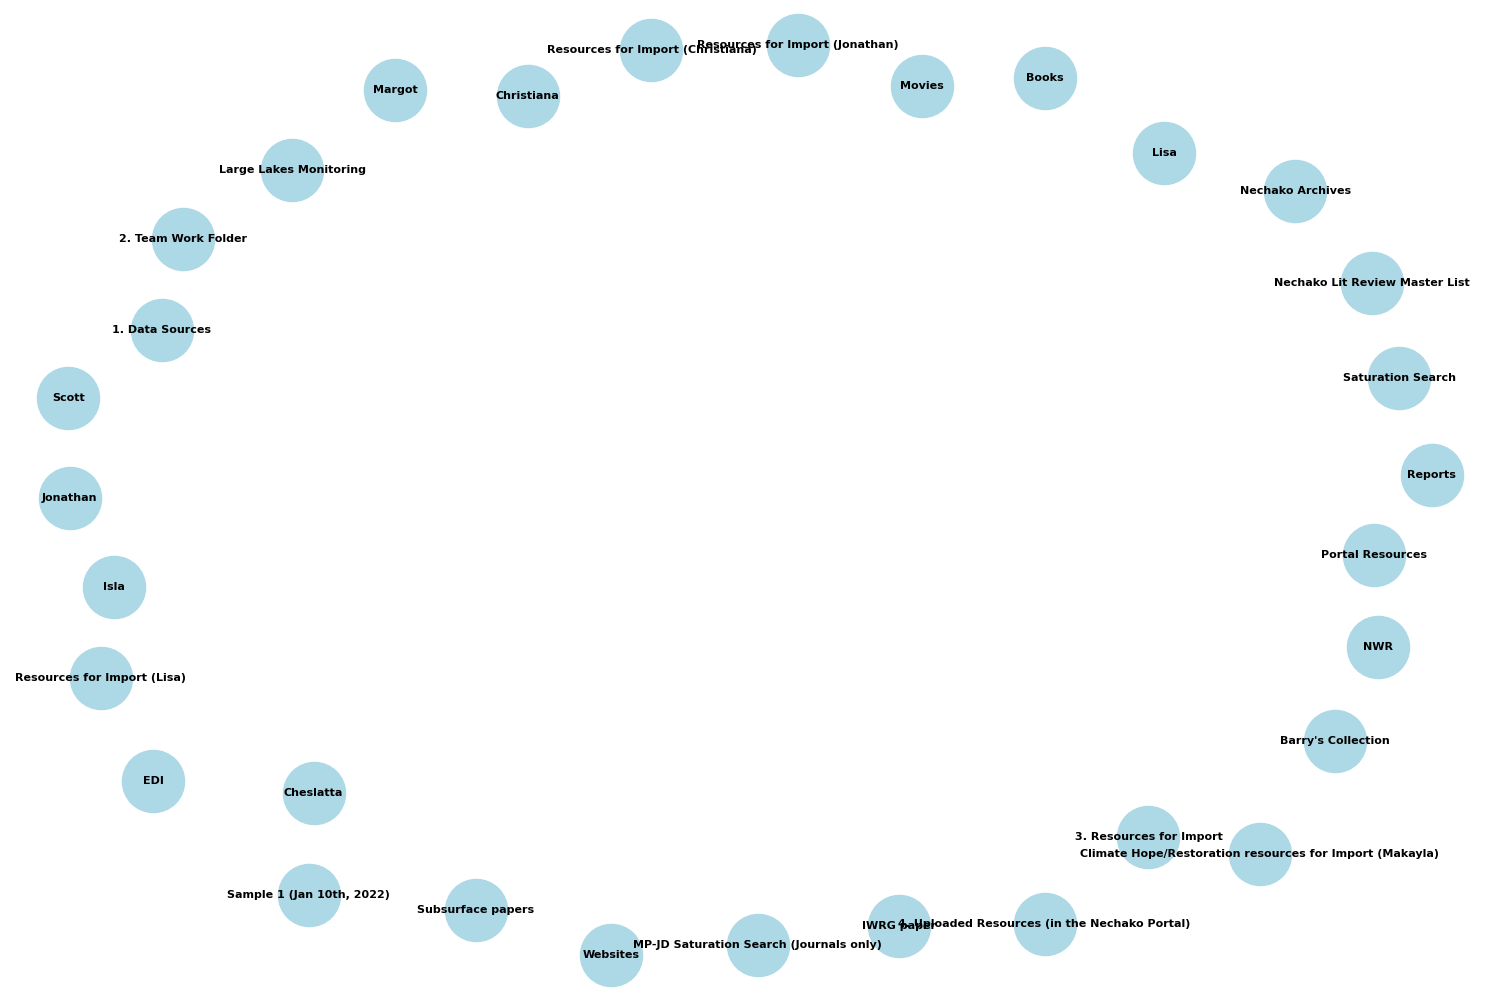 Resources for Import (Christiana)
Resources for Import (Jonathan)
Movies
Books
Margot
Christiana
Lisa
Large Lakes Monitoring
Nechako Archives
2. Team Work Folder
Nechako Lit Review Master List
1. Data Sources
Saturation Search
Scott
Reports
Jonathan
Portal Resources
Isla
NWR
Resources for Import (Lisa)
Barry's Collection
EDI
Cheslatta
3. Resources for Import
Climate Hope/Restoration resources for Import (Makayla)
Sample 1 (Jan 10th, 2022)
Subsurface papers
IWRG paper
4. Uploaded Resources (in the Nechako Portal)
MP-JD Saturation Search (Journals only)
Websites